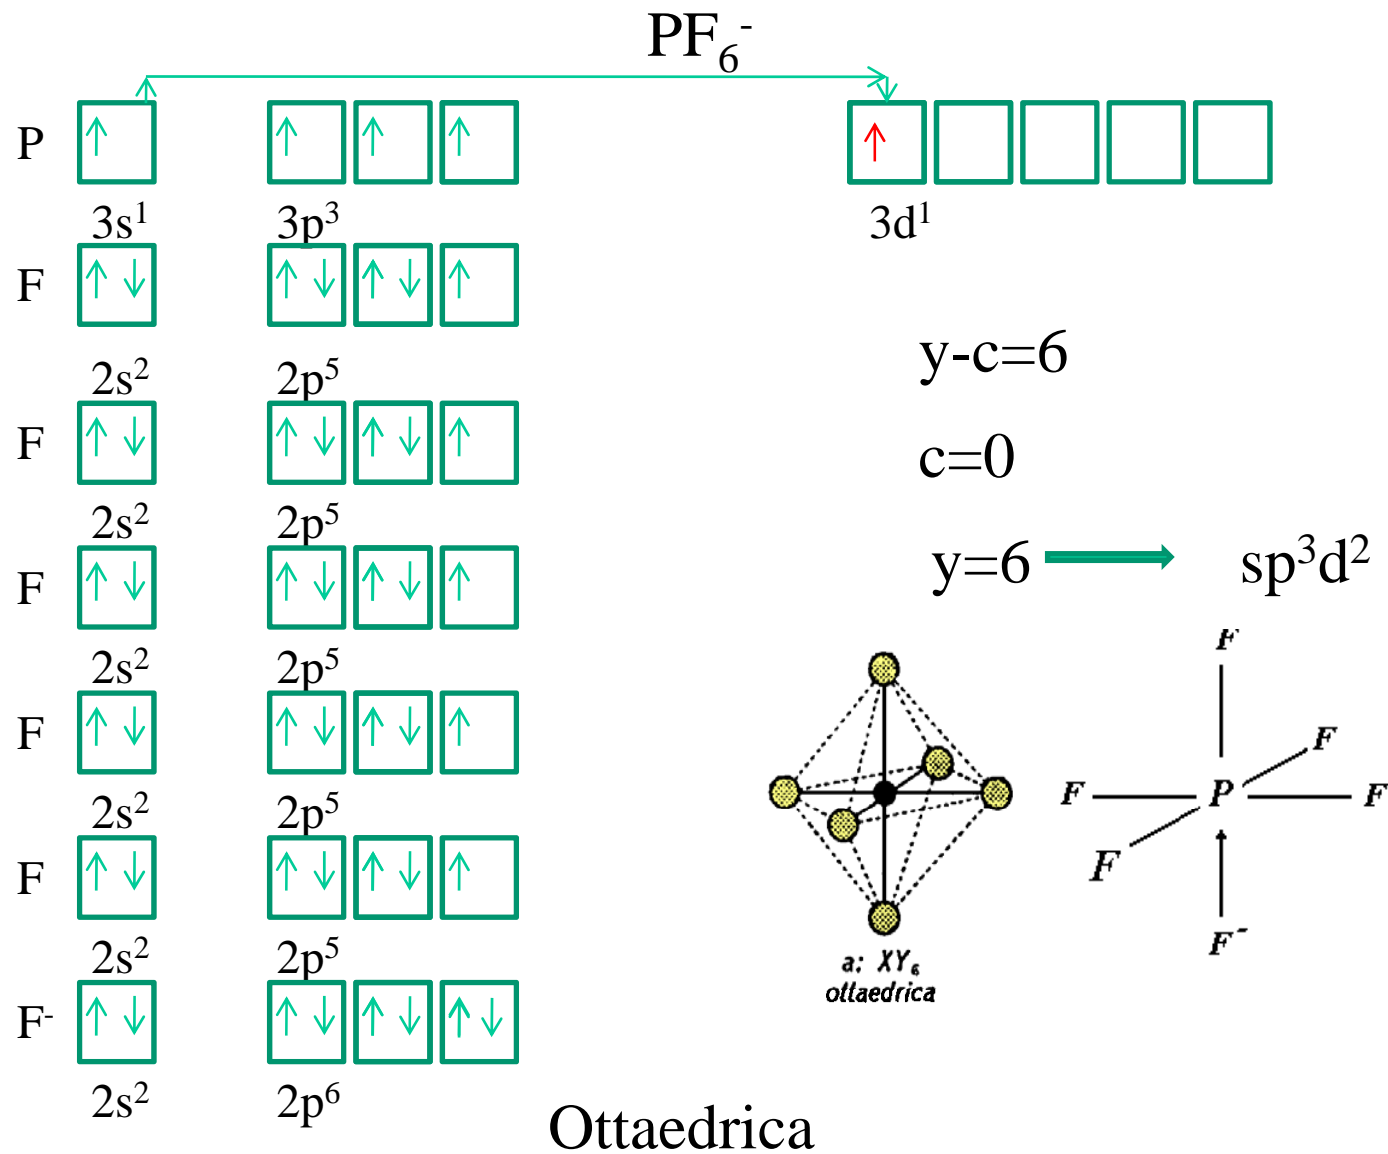 PF₆⁻
P
3s¹ 3p³ 3d¹
F
2s² 2p⁵
F
2s² 2p⁵
F
2s² 2p⁵
F
2s² 2p⁵
F
2s² 2p⁵
F⁻
2s² 2p⁶
y-c=6
c=0
y=6 sp³d²
F
F
F P F
F
F⁻
a: XY₆
ottaedrica
Ottaedrica